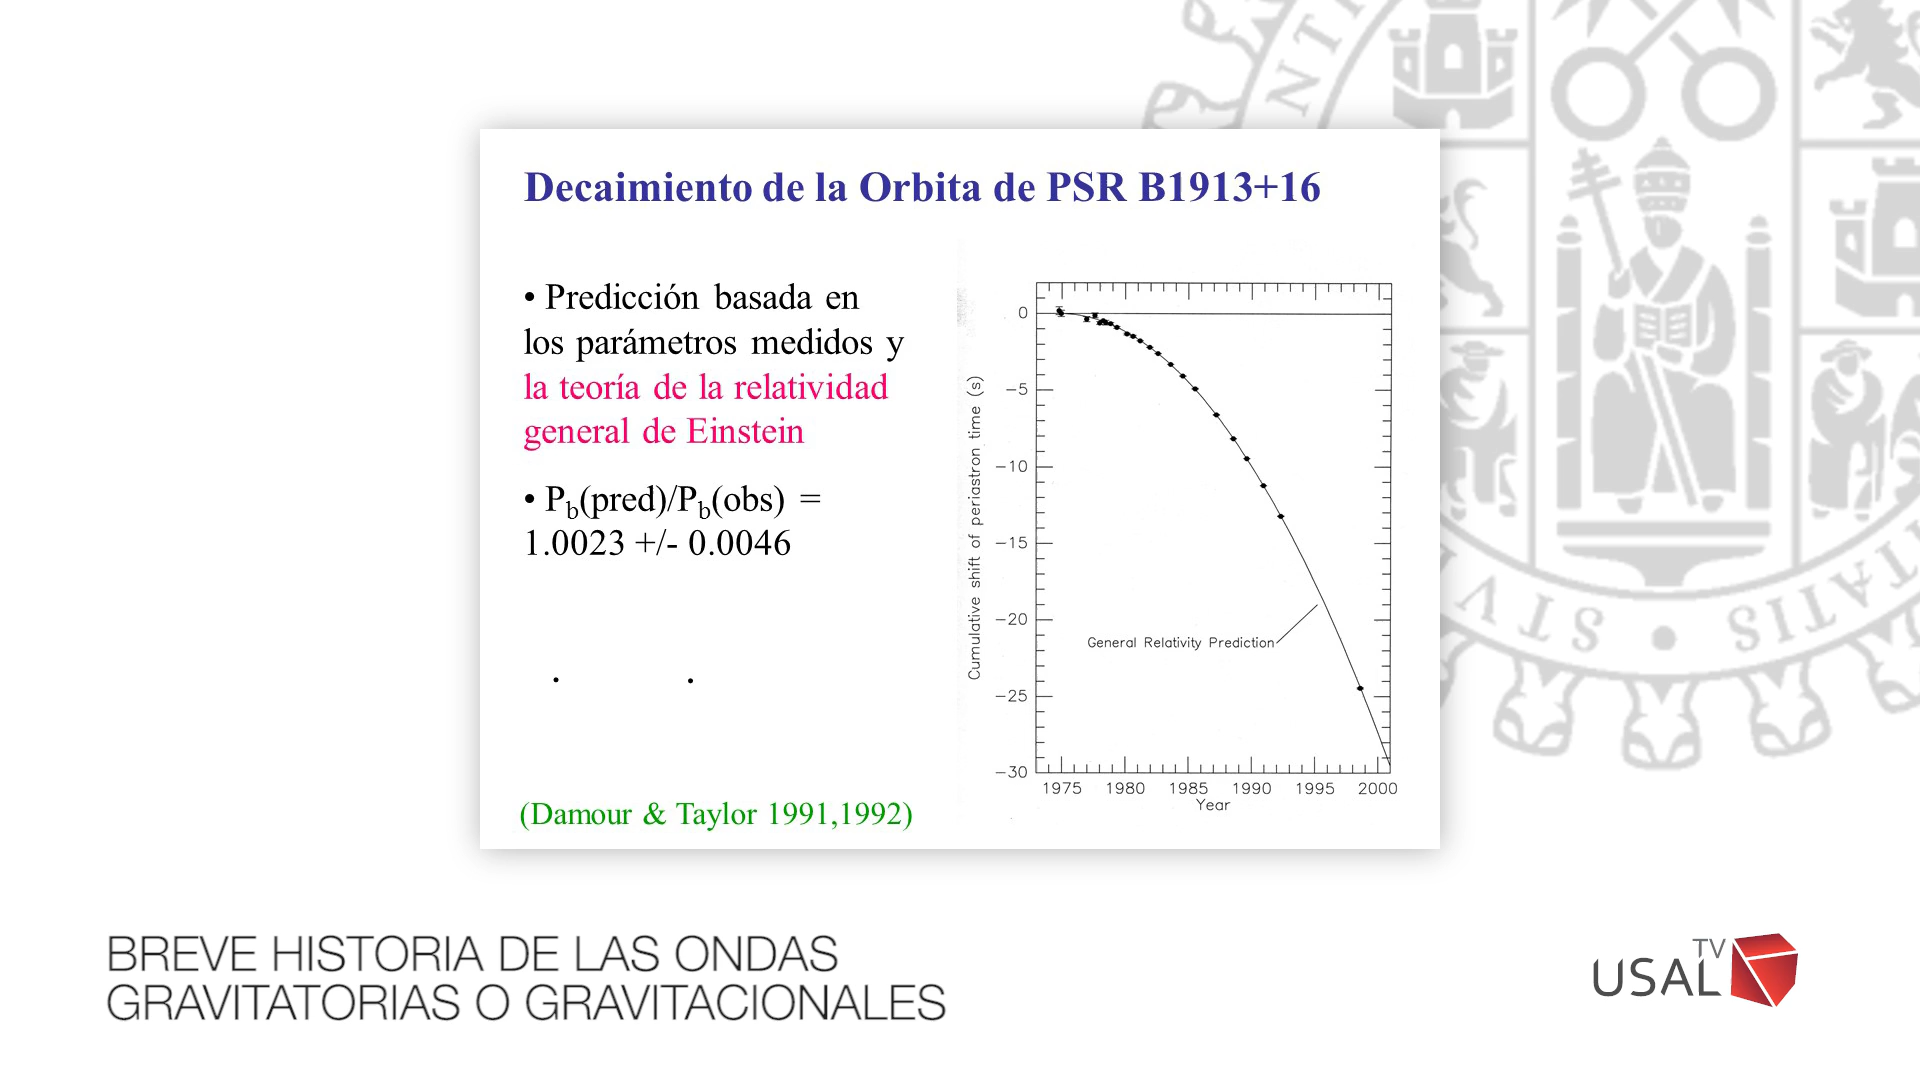 Decaimiento de la Orbita de PSR B1913+16
• Predicción basada en
los parámetros medidos y
la teoría de la relatividad
general de Einstein
• Pb(pred)/Pb(obs) =
1.0023 +/- 0.0046
. .
(Damour & Taylor 1991,1992)
Cumulative shift of periastron time (s)
0
−5
−10
−15
−20
−25
−30
General Relativity Prediction
1975 1980 1985 1990 1995 2000
Year
STATIS
BREVE HISTORIA DE LAS ONDAS
GRAVITATORIAS O GRAVITACIONALES
TV
USAL